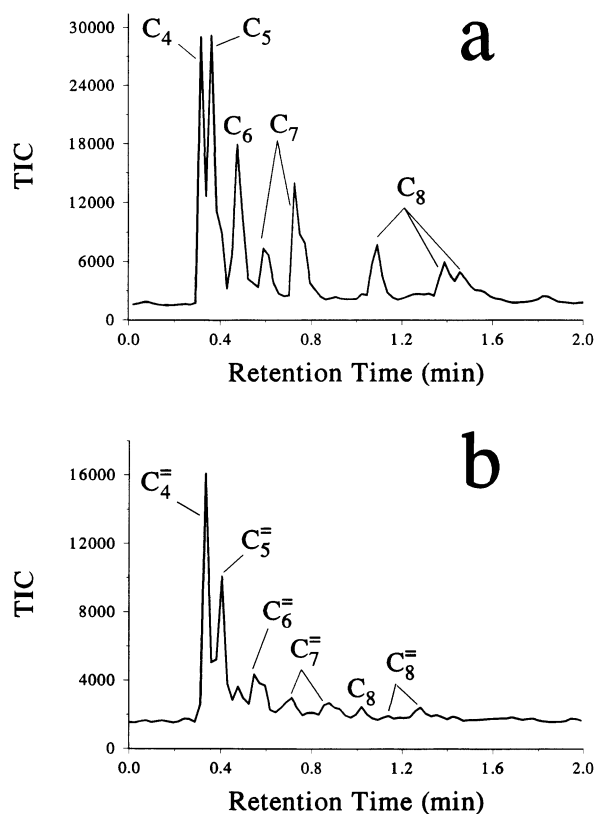 a
C₄ C₅
30000
24000
C₆ C₇
18000
TIC
12000
C₈
6000
0
0.0 0.4 0.8 1.2 1.6 2.0
Retention Time (min)
b
16000
C₄⁼
C₅⁼
12000
TIC
8000
C₆⁼
C₇⁼
C₈ C₈⁼
4000
0
0.0 0.4 0.8 1.2 1.6 2.0
Retention Time (min)